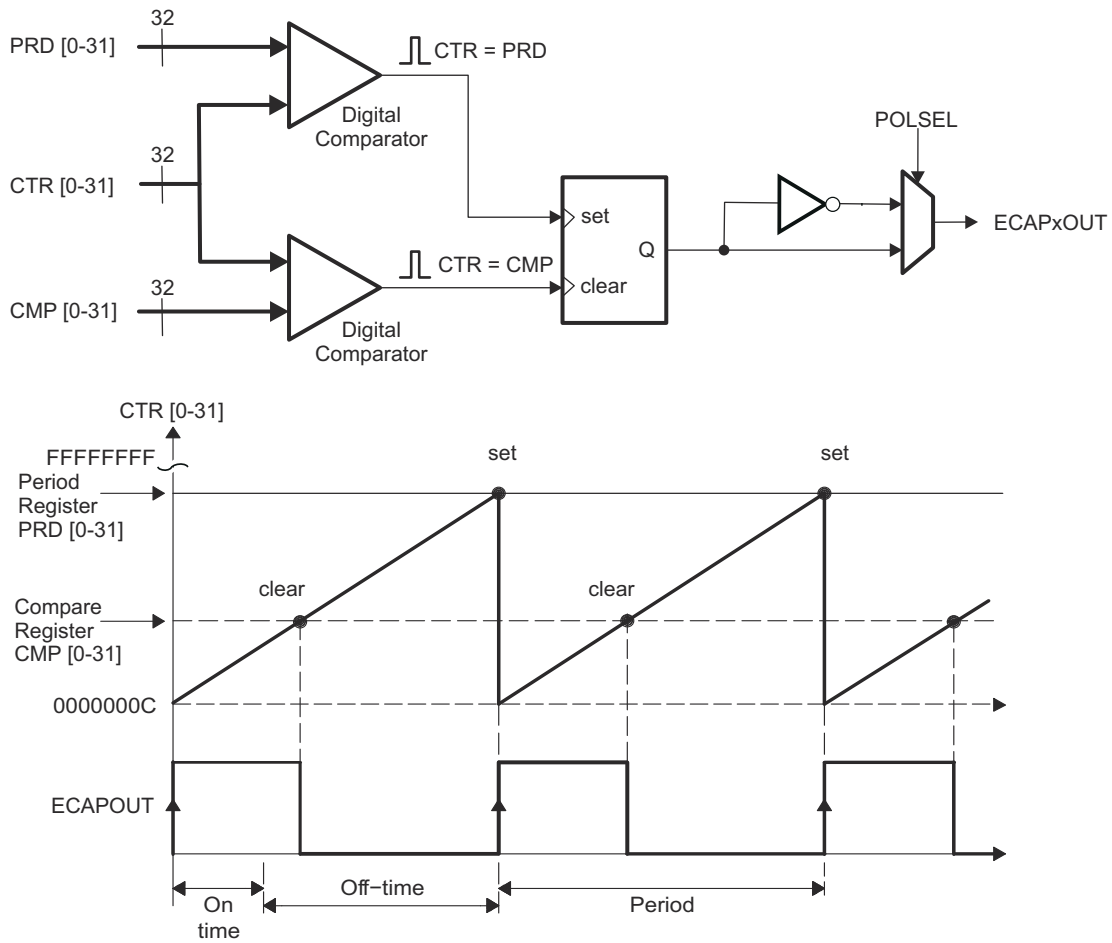 32
PRD [0-31]
CTR = PRD
Digital
Comparator
32
CTR [0-31]
POLSEL
set
Q
clear
ECAPxOUT
CTR = CMP
32
CMP [0-31]
Digital
Comparator
CTR [0-31]
FFFFFFFF
set
set
Period
Register
PRD [0-31]
clear
clear
Compare
Register
CMP [0-31]
0000000C
ECAPOUT
On
time
Off−time
Period